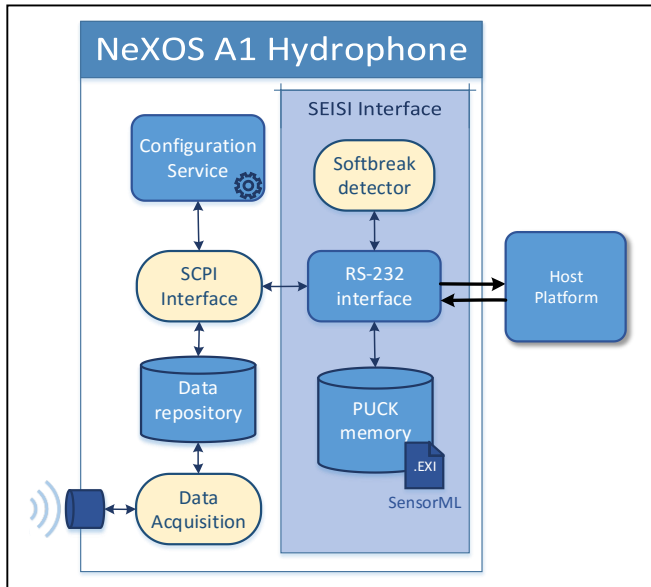 NeXOS A1 Hydrophone
SEISI Interface
Configuration
Service
Softbreak
detector
SCPI
Interface
RS-232
interface
Host
Platform
Data
repository
PUCK
memory
.EXI
SensorML
Data
Acquisition